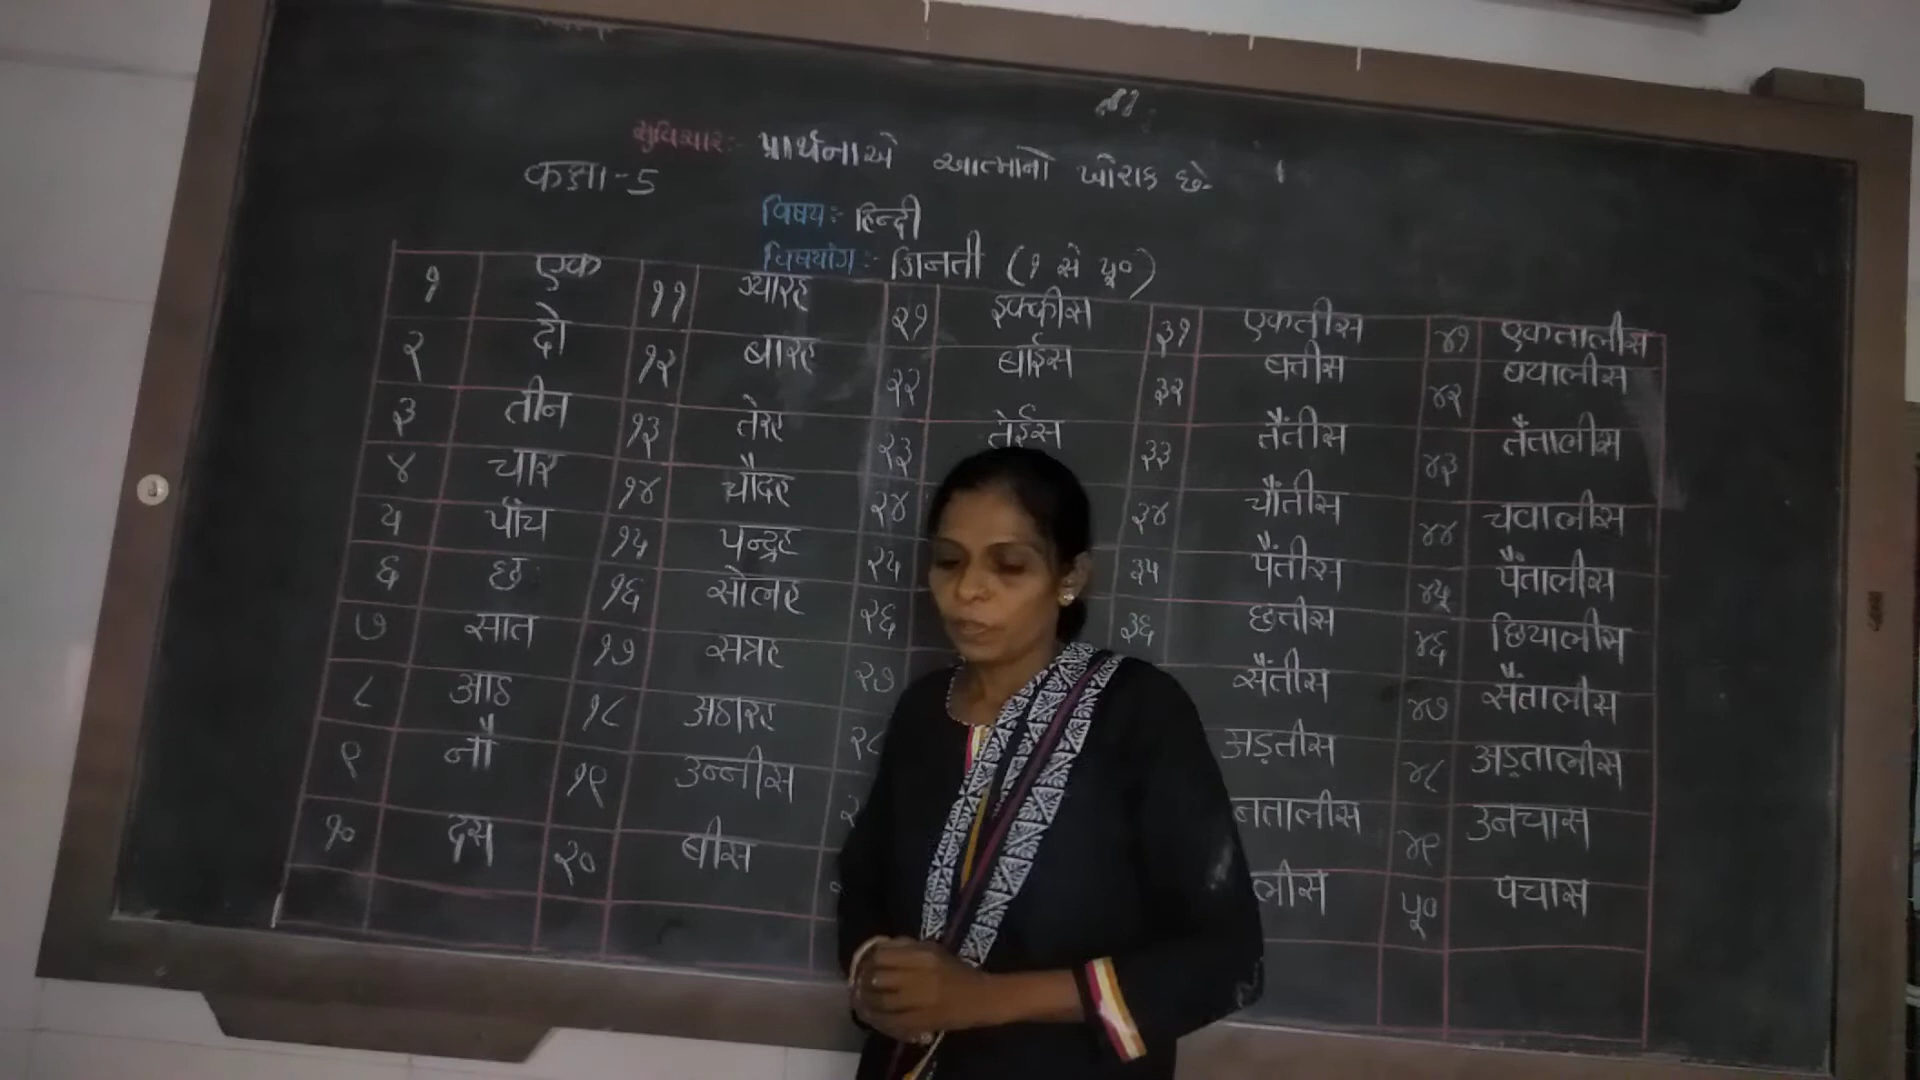 सुविचार:- પ્રાર્થના એ આત્માનો ખોરાક છે.
कक्षा-5
विषय:- हिन्दी
विषयांग:- गिनती (१ से ५०)
१ एक ११ ग्यारह २१ इक्कीस ३१ एकतीस ४१ एकतालीस
२ दो १२ बारह २२ बाईस ३२ बत्तीस ४२ बयालीस
३ तीन १३ तेरह २३ तेईस ३३ तैंतीस ४३ तैंतालीस
४ चार १४ चौदह २४ ३४ चौंतीस ४४ चवालीस
५ पाँच १५ पन्द्रह २५ ३५ पैंतीस ४५ पैंतालीस
६ छः १६ सोलह २६ ३६ छत्तीस ४६ छियालीस
७ सात १७ सत्रह २७ सैंतीस ४७ सैंतालीस
८ आठ १८ अठारह २८ अड़तीस ४८ अड़तालीस
९ नौ १९ उन्नीस २ नतालीस ४९ उनचास
१० दस २० बीस लीस ५० पचास